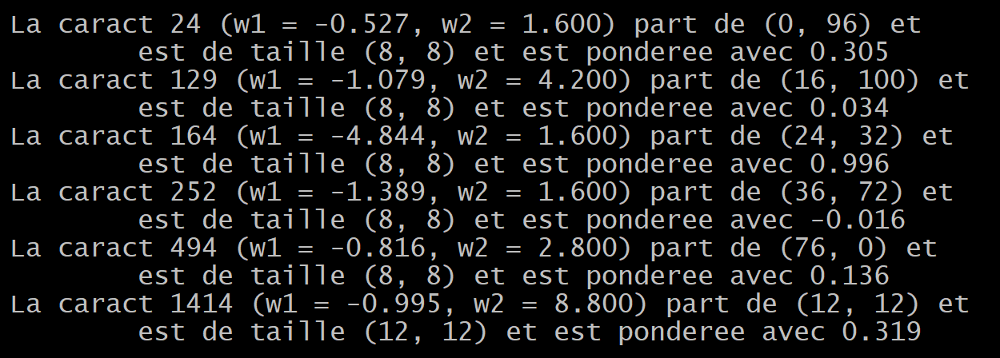 La caract 24 (w1 = -0.527, w2 = 1.600) part de (0, 96) et
est de taille (8, 8) et est ponderee avec 0.305
La caract 129 (w1 = -1.079, w2 = 4.200) part de (16, 100) et
est de taille (8, 8) et est ponderee avec 0.034
La caract 164 (w1 = -4.844, w2 = 1.600) part de (24, 32) et
est de taille (8, 8) et est ponderee avec 0.996
La caract 252 (w1 = -1.389, w2 = 1.600) part de (36, 72) et
est de taille (8, 8) et est ponderee avec -0.016
La caract 494 (w1 = -0.816, w2 = 2.800) part de (76, 0) et
est de taille (8, 8) et est ponderee avec 0.136
La caract 1414 (w1 = -0.995, w2 = 8.800) part de (12, 12) et
est de taille (12, 12) et est ponderee avec 0.319